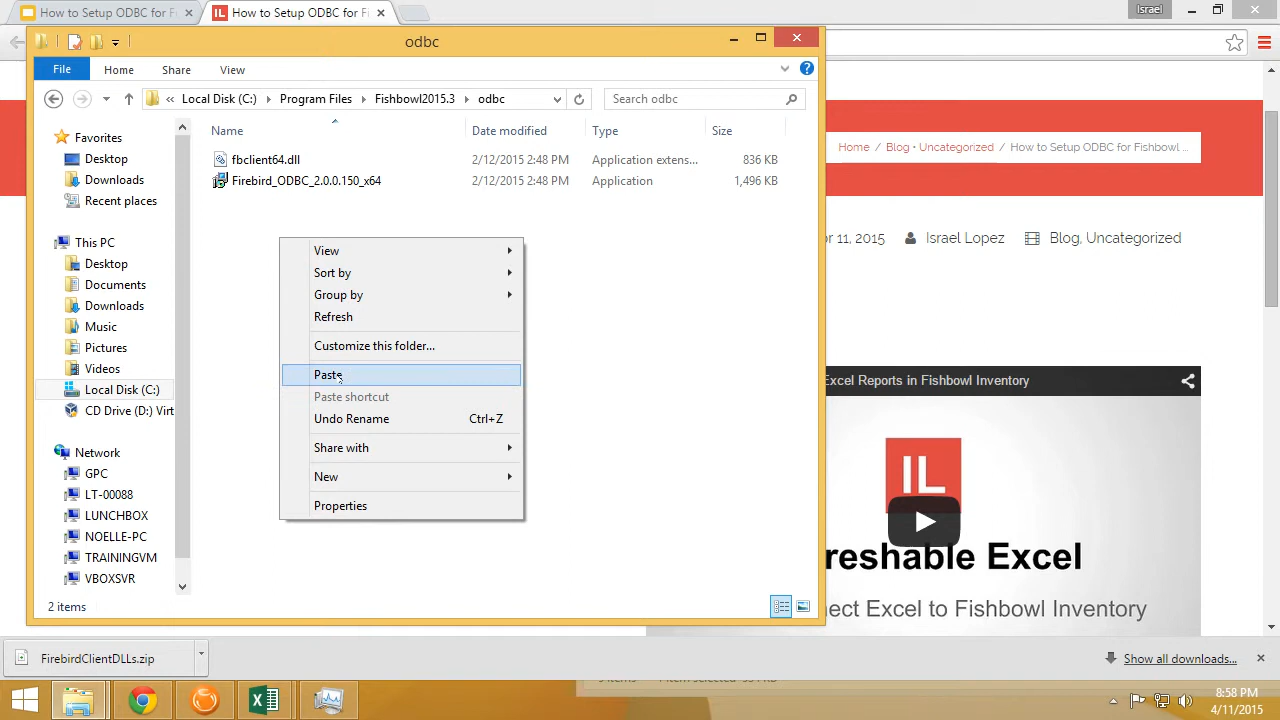 How to Setup ODBC for F
How to Setup ODBC for Fi
Israel
odbc
File
Home
Share
View
Local Disk (C:)
Program Files
Fishbowl2015.3
odbc
Search odbc
Name
Date modified
Type
Size
fbclient64.dll
2/12/2015 2:48 PM
Application extens...
836 KB
Firebird_ODBC_2.0.0.150_x64
2/12/2015 2:48 PM
Application
1,496 KB
Favorites
Desktop
Downloads
Recent places
This PC
Desktop
Documents
Downloads
Music
Pictures
Videos
Local Disk (C:)
CD Drive (D:) Virt
Network
GPC
LT-00088
LUNCHBOX
NOELLE-PC
TRAININGVM
VBOXSVR
View
Sort by
Group by
Refresh
Customize this folder...
Paste
Paste shortcut
Undo Rename Ctrl+Z
Share with
New
Properties
2 items
Home / Blog • Uncategorized / How to Setup ODBC for Fishbowl ...
or 11, 2015 Israel Lopez Blog, Uncategorized
Excel Reports in Fishbowl Inventory
IL
reshable Excel
nect Excel to Fishbowl Inventory
FirebirdClientDLLs.zip
Show all downloads...
8:58 PM
4/11/2015